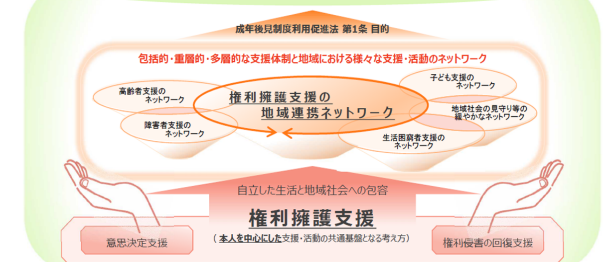 成年後見制度利用促進法 第1条 目的
包括的・重層的・多層的な支援体制と地域における様々な支援・活動のネットワーク
高齢者支援の
ネットワーク
障害者支援の
ネットワーク
権利擁護支援の
地域連携ネットワーク
子ども支援の
ネットワーク
地域社会の見守り等の
緩やかなネットワーク
生活困窮者支援の
ネットワーク
自立した生活と地域社会への包容
権利擁護支援
(本人を中心にした支援・活動の共通基盤となる考え方)
意思決定支援
権利侵害の回復支援